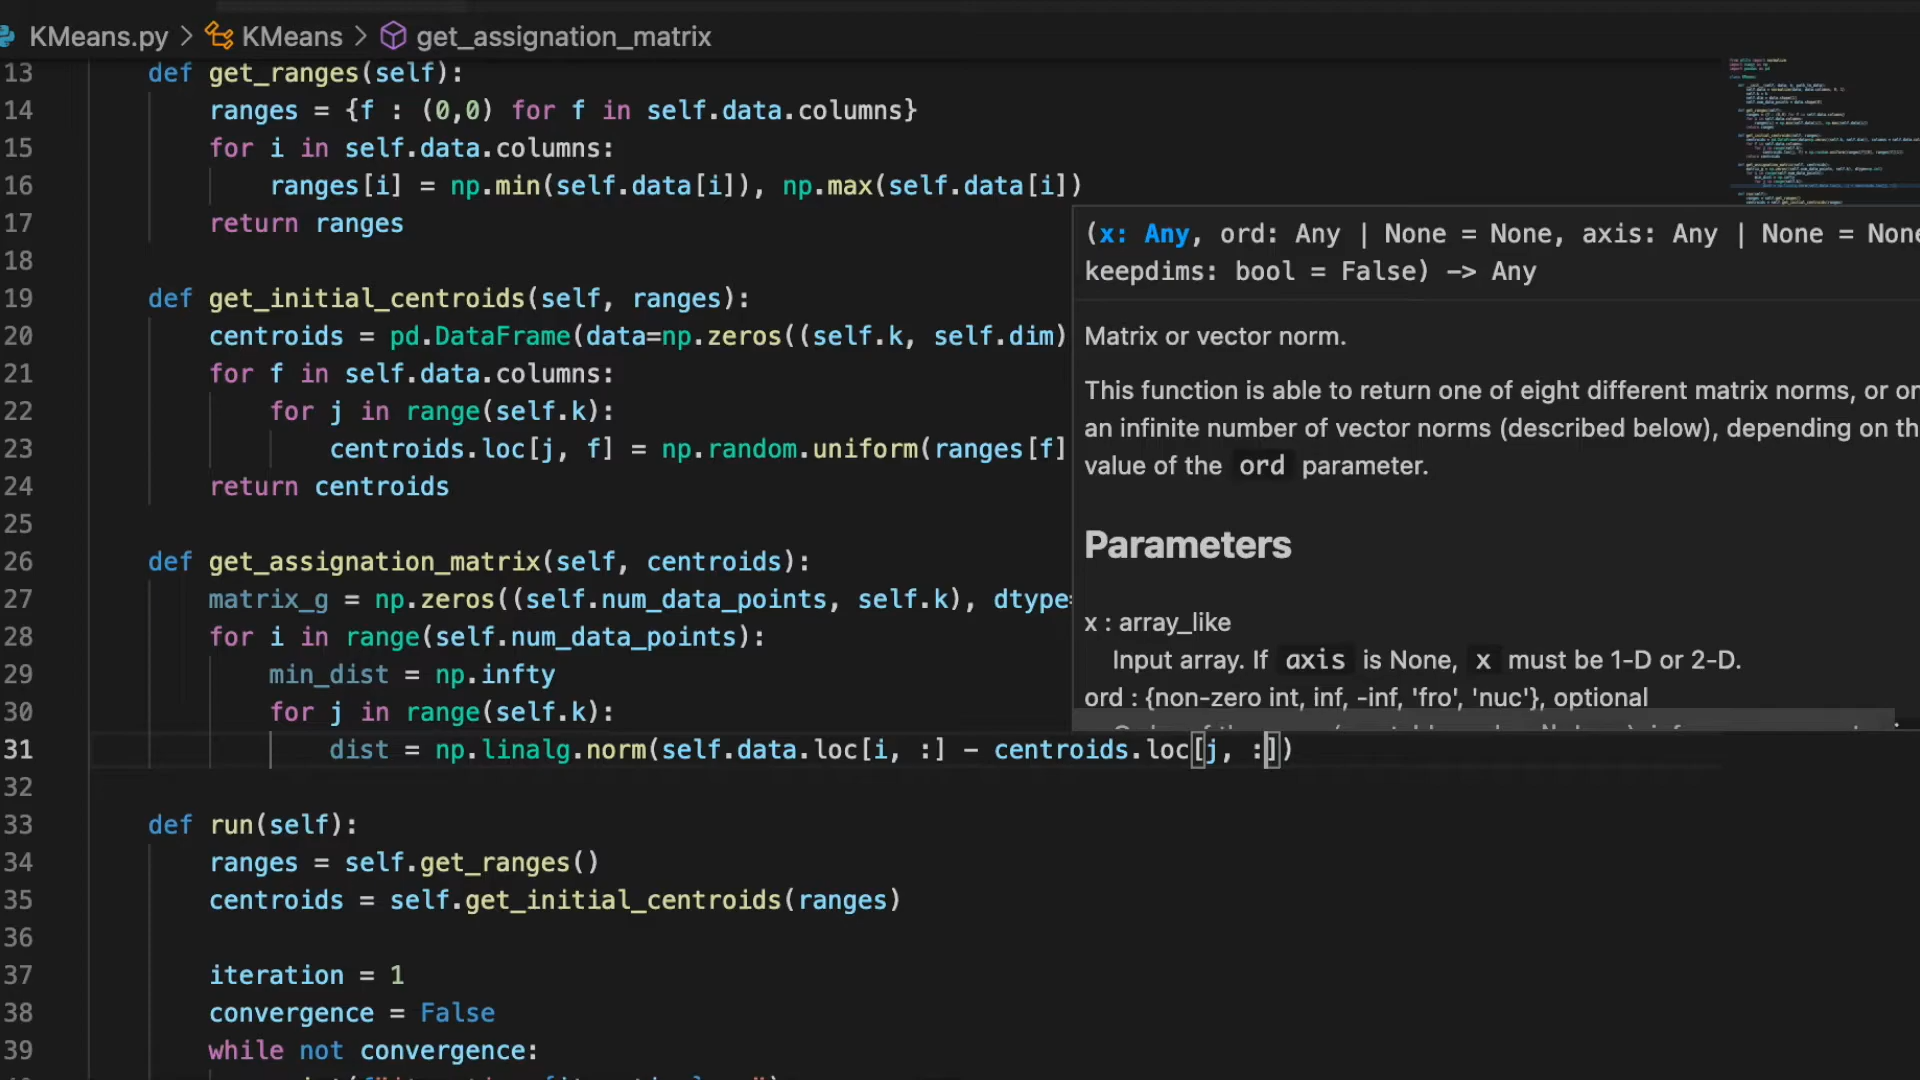 KMeans.py > KMeans > get_assignation_matrix
13 def get_ranges(self):
14 ranges = {f : (0,0) for f in self.data.columns}
15 for i in self.data.columns:
16 ranges[i] = np.min(self.data[i]), np.max(self.data[i])
17 return ranges
18
19 def get_initial_centroids(self, ranges):
20 centroids = pd.DataFrame(data=np.zeros((self.k, self.dim)
21 for f in self.data.columns:
22 for j in range(self.k):
23 centroids.loc[j, f] = np.random.uniform(ranges[f]
24 return centroids
25
26 def get_assignation_matrix(self, centroids):
27 matrix_g = np.zeros((self.num_data_points, self.k), dtype=
28 for i in range(self.num_data_points):
29 min_dist = np.infty
30 for j in range(self.k):
31 dist = np.linalg.norm(self.data.loc[i, :] - centroids.loc[j, :])
32
33 def run(self):
34 ranges = self.get_ranges()
35 centroids = self.get_initial_centroids(ranges)
36
37 iteration = 1
38 convergence = False
39 while not convergence:
(x: Any, ord: Any | None = None, axis: Any | None = None
keepdims: bool = False) -> Any
Matrix or vector norm.
This function is able to return one of eight different matrix norms, or
an infinite number of vector norms (described below), depending on
value of the ord parameter.
Parameters
x : array_like
Input array. If axis is None, x must be 1-D or 2-D.
ord : {non-zero int, inf, -inf, 'fro', 'nuc'}, optional